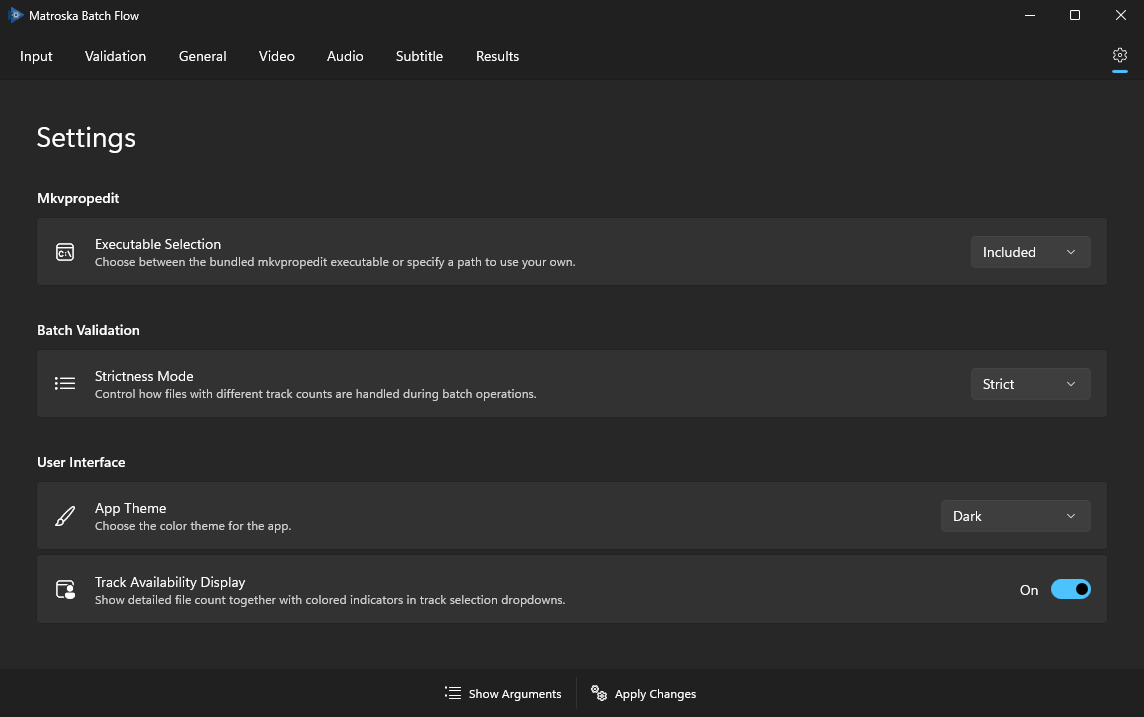 Matroska Batch Flow
Input Validation General Video Audio Subtitle Results
Settings
Mkvpropedit
C:\
Executable Selection
Choose between the bundled mkvpropedit executable or specify a path to use your own.
Included
Batch Validation
Strictness Mode
Control how files with different track counts are handled during batch operations.
Strict
User Interface
App Theme
Choose the color theme for the app.
Dark
Track Availability Display
Show detailed file count together with colored indicators in track selection dropdowns.
On
Show Arguments Apply Changes